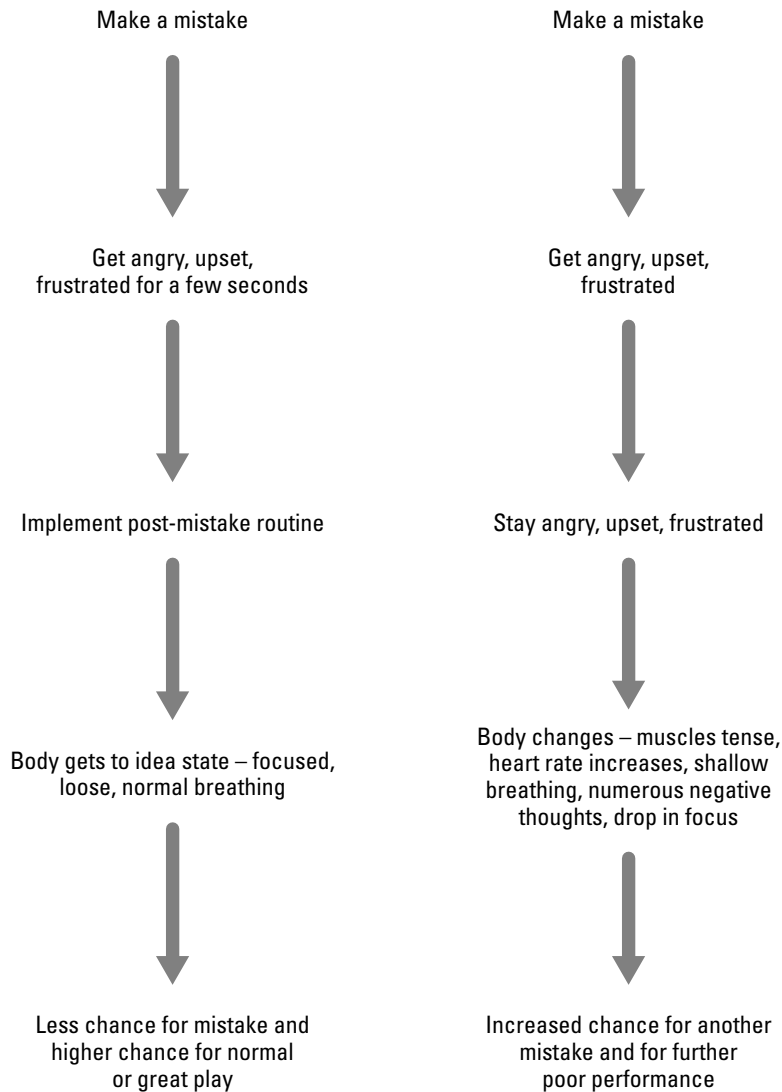 Make a mistake
Get angry, upset,
frustrated for a few seconds
Implement post-mistake routine
Body gets to idea state – focused,
loose, normal breathing
Less chance for mistake and
higher chance for normal
or great play
Make a mistake
Get angry, upset,
frustrated
Stay angry, upset, frustrated
Body changes – muscles tense,
heart rate increases, shallow
breathing, numerous negative
thoughts, drop in focus
Increased chance for another
mistake and for further
poor performance